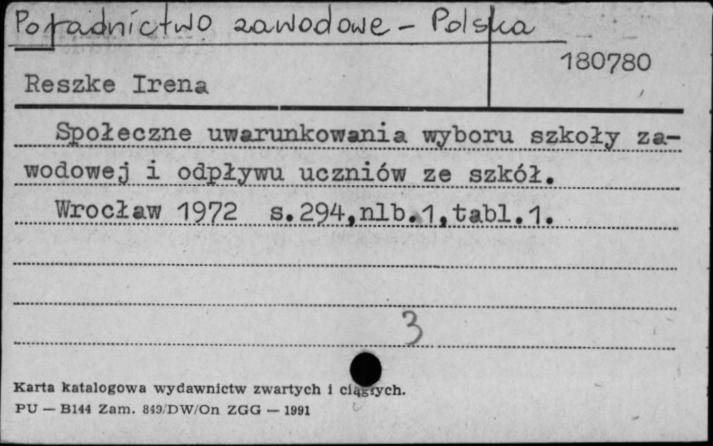 Poradnictwo zawodowe - Polska
180780
Reszke Irena
Społeczne uwarunkowania wyboru szkoły za-
wodowej i odpływu uczniów ze szkół.
Wrocław 1972 s.294,nlb.1,tabl.1.
3
Karta katalogowa wydawnictw zwartych i ciągłych.
PU — B144 Zam. 849/DW/On ZGG — 1991